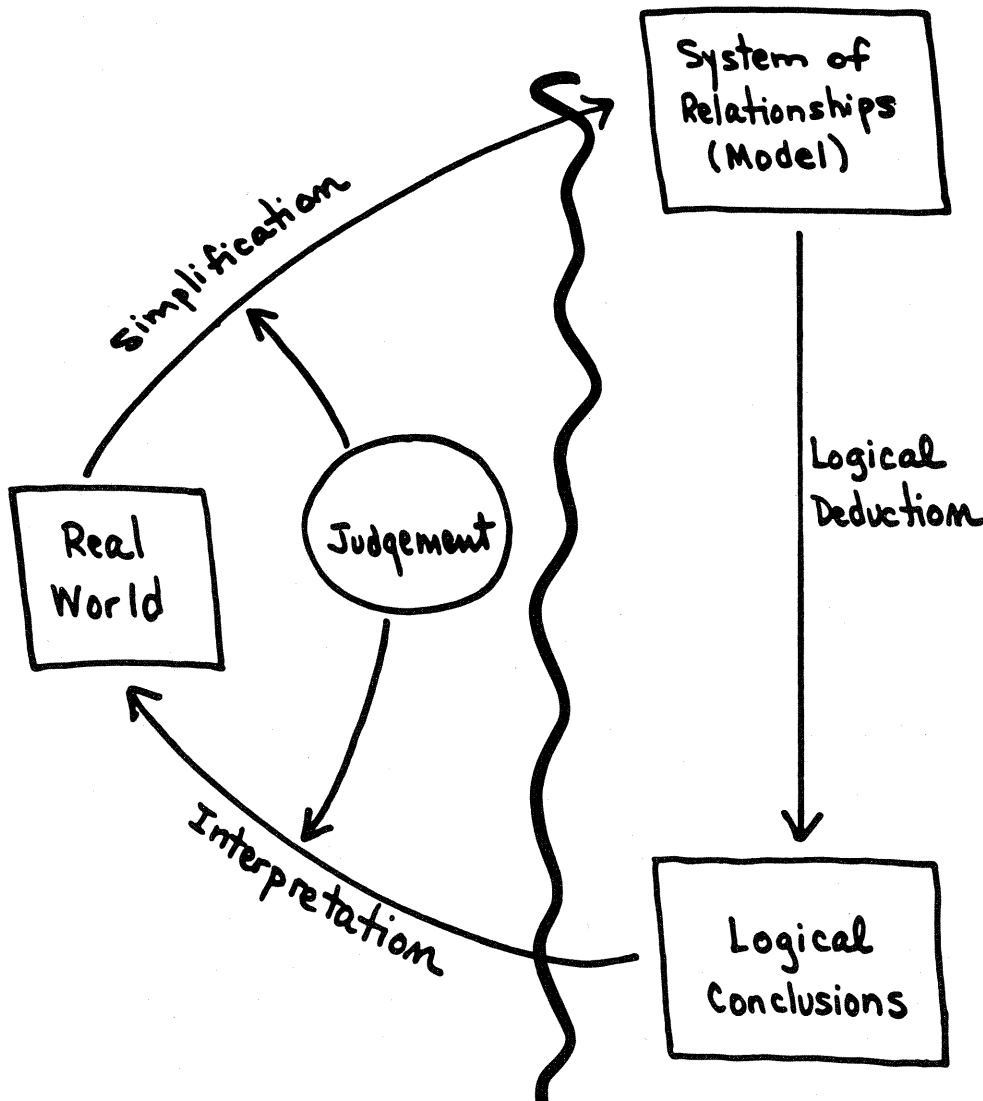 System of
Relationships
(Model)
Simplification
Logical
Deduction
Judgement
Real
World
Interpretation
Logical
Conclusions